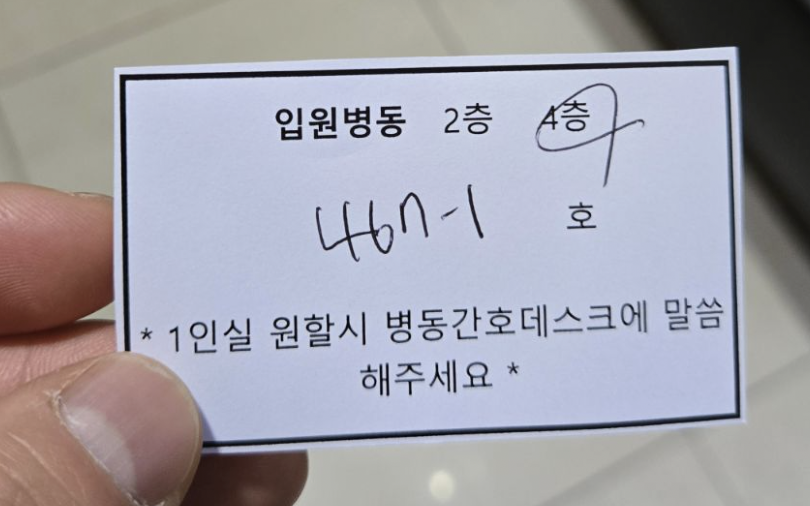 입원병동 2층 4층
467-1 호
* 1인실 원할시 병동간호데스크에 말씀
해주세요 *